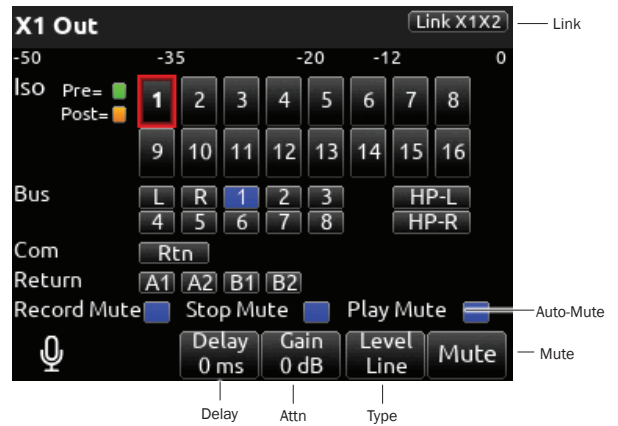 X1 Out Link X1X2 Link
-50 -35 -20 -12 0
Iso Pre= 1 2 3 4 5 6 7 8
Post=
9 10 11 12 13 14 15 16
Bus L R 1 2 3 HP-L
4 5 6 7 8 HP-R
Com Rtn
Return A1 A2 B1 B2
Record Mute Stop Mute Play Mute Auto-Mute
Delay Gain Level Mute Mute
0 ms 0 dB Line
Delay Attn Type